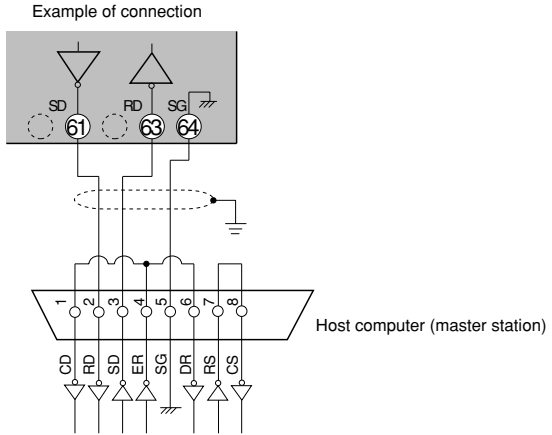 Example of connection
SD RD SG
61 63 64
1 2 3 4 5 6 7 8
Host computer (master station)
CD RD SD ER SG DR RS CS